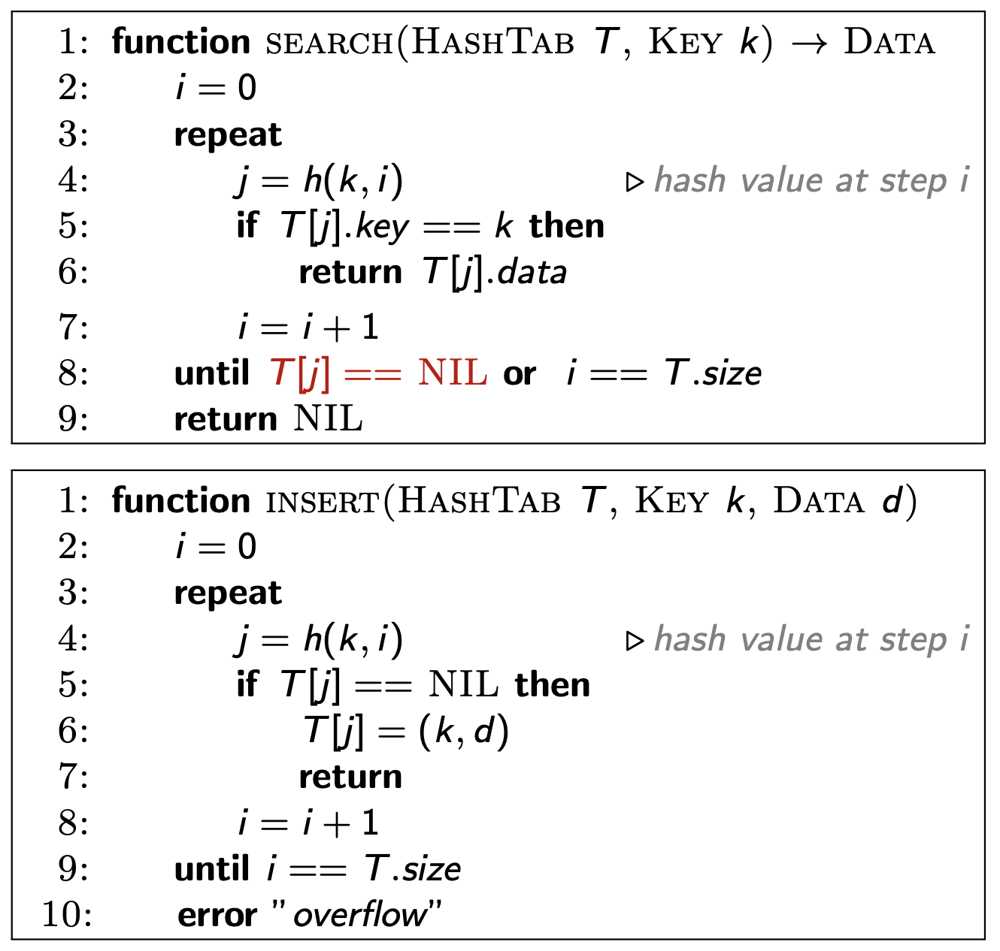 1: function SEARCH(HASHTAB T, KEY k) → DATA
2: i = 0
3: repeat
4: j = h(k, i) ▷ hash value at step i
5: if T[j].key == k then
6: return T[j].data
7: i = i + 1
8: until T[j] == NIL or i == T.size
9: return NIL
1: function INSERT(HASHTAB T, KEY k, DATA d)
2: i = 0
3: repeat
4: j = h(k, i) ▷ hash value at step i
5: if T[j] == NIL then
6: T[j] = (k, d)
7: return
8: i = i + 1
9: until i == T.size
10: error ”overflow”